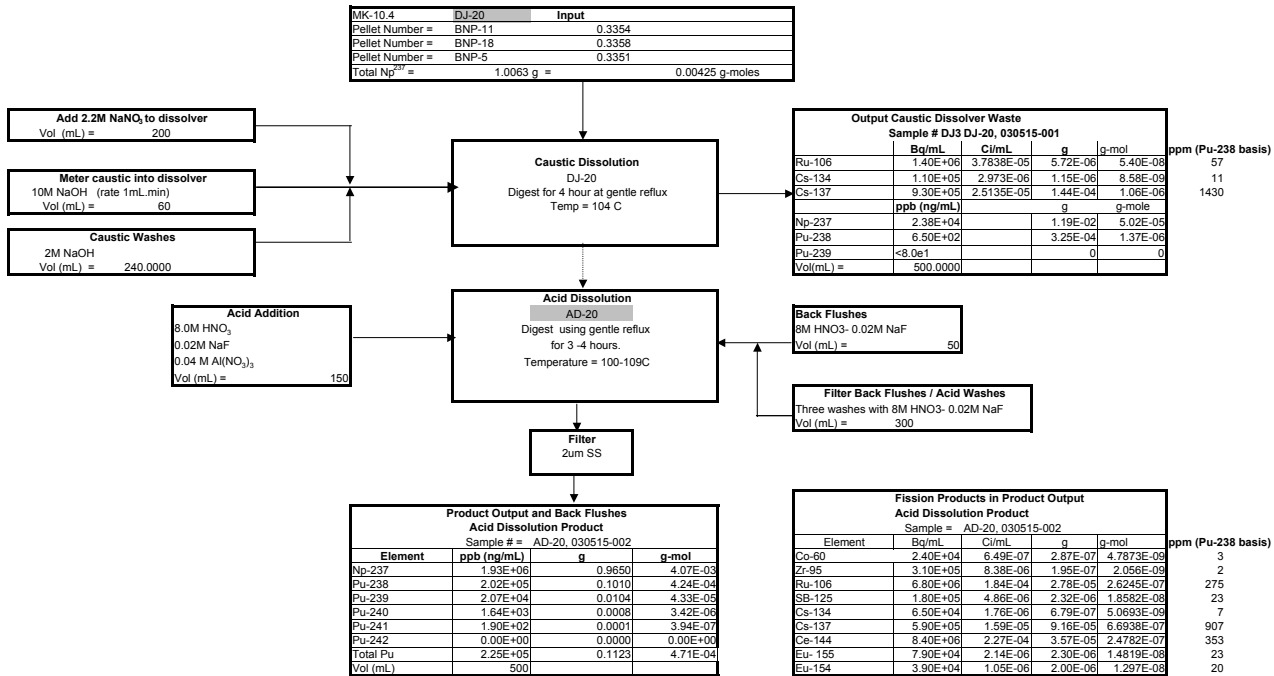 MK-10.4 DJ-20 Input
Pellet Number = BNP-11 0.3354
Pellet Number = BNP-18 0.3358
Pellet Number = BNP-5 0.3351
Total Np237 = 1.0063 g = 0.00425 g-moles
Add 2.2M NaNO3 to dissolver
Vol (mL) = 200
Meter caustic into dissolver
10M NaOH (rate 1mL.min)
Vol (mL) = 60
Caustic Washes
2M NaOH
Vol (mL) = 240.0000
Caustic Dissolution
DJ-20
Digest for 4 hour at gentle reflux
Temp = 104 C
Output Caustic Dissolver Waste
Sample # DJ3 DJ-20, 030515-001
Bq/mL Ci/mL g g-mol ppm (Pu-238 basis)
Ru-106 1.40E+06 3.7838E-05 5.72E-06 5.40E-08 57
Cs-134 1.10E+05 2.973E-06 1.15E-06 8.58E-09 11
Cs-137 9.30E+05 2.5135E-05 1.44E-04 1.06E-06 1430
ppb (ng/mL) g g-mole
Np-237 2.38E+04 1.19E-02 5.02E-05
Pu-238 6.50E+02 3.25E-04 1.37E-06
Pu-239 <8.0e1 0 0
Vol(mL) = 500.0000
Acid Addition
8.0M HNO3
0.02M NaF
0.04 M Al(NO3)3
Vol (mL) = 150
Acid Dissolution
AD-20
Digest using gentle reflux
for 3 -4 hours.
Temperature = 100-109C
Back Flushes
8M HNO3- 0.02M NaF
Vol (mL) = 50
Filter Back Flushes / Acid Washes
Three washes with 8M HNO3- 0.02M NaF
Vol (mL) = 300
Filter
2um SS
Product Output and Back Flushes
Acid Dissolution Product
Sample # = AD-20, 030515-002
Element ppb (ng/mL) g g-mol
Np-237 1.93E+06 0.9650 4.07E-03
Pu-238 2.02E+05 0.1010 4.24E-04
Pu-239 2.07E+04 0.0104 4.33E-05
Pu-240 1.64E+03 0.0008 3.42E-06
Pu-241 1.90E+02 0.0001 3.94E-07
Pu-242 0.00E+00 0.0000 0.00E+00
Total Pu 2.25E+05 0.1123 4.71E-04
Vol (mL) 500
Fission Products in Product Output
Acid Dissolution Product
Sample = AD-20, 030515-002
Element Bq/mL Ci/mL g g-mol ppm (Pu-238 basis)
Co-60 2.40E+04 6.49E-07 2.87E-07 4.7873E-09 3
Zr-95 3.10E+05 8.38E-06 1.95E-07 2.056E-09 2
Ru-106 6.80E+06 1.84E-04 2.78E-05 2.6245E-07 275
SB-125 1.80E+05 4.86E-06 2.32E-06 1.8582E-08 23
Cs-134 6.50E+04 1.76E-06 6.79E-07 5.0693E-09 7
Cs-137 5.90E+05 1.59E-05 9.16E-05 6.6938E-07 907
Ce-144 8.40E+06 2.27E-04 3.57E-05 2.4782E-07 353
Eu- 155 7.90E+04 2.14E-06 2.30E-06 1.4819E-08 23
Eu-154 3.90E+04 1.05E-06 2.00E-06 1.297E-08 20